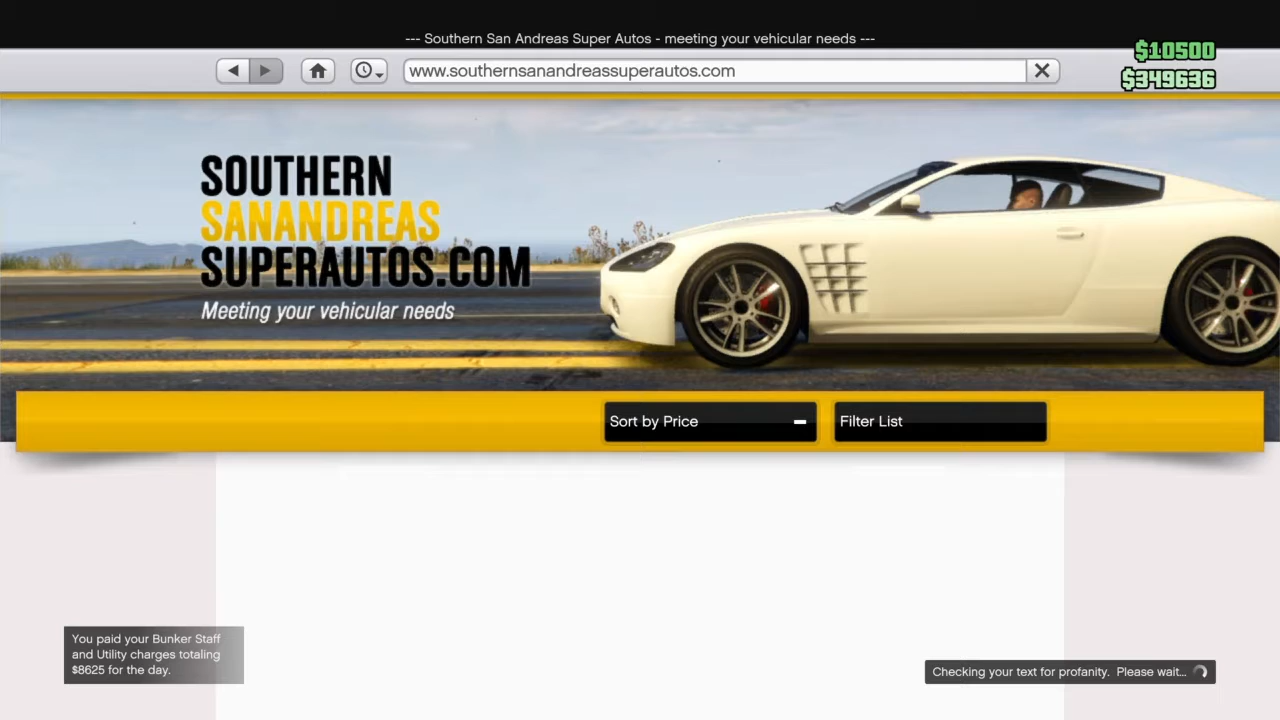 --- Southern San Andreas Super Autos - meeting your vehicular needs ---
www.southernsanandreassuperautos.com
$10500
$349636
SOUTHERN
SANANDREAS
SUPERAUTOS.COM
Meeting your vehicular needs
Sort by Price
Filter List
You paid your Bunker Staff
and Utility charges totaling
$8625 for the day.
Checking your text for profanity. Please wait...